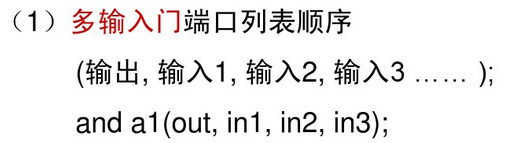 （1）多输入门端口列表顺序
(输出, 输入1, 输入2, 输入3 …… );
and a1(out, in1, in2, in3);